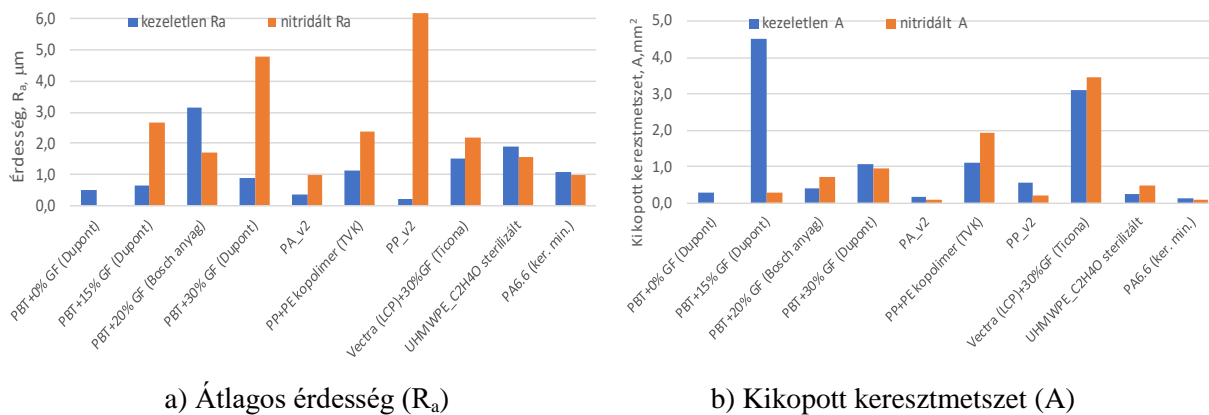 kezeletlen Ra
nitridált Ra
Érdesség, Ra, μm
6,0
5,0
4,0
3,0
2,0
1,0
0,0
PBT+0% GF (Dupont)
PBT+15% GF (Dupont)
PBT+20% GF (Bosch anyag)
PBT+30% GF (Dupont)
PA_v2
PP+PE kopolimer (TVK)
PP_v2
Vectra (LCP)+30%GF (Ticona)
UHMWPE_C2H4O sterilizált
PA6.6 (ker. min.)
a) Átlagos érdesség (Ra)
kezeletlen A
nitridált A
Kikopott kerezstmetszet, A,mm²
5,0
4,0
3,0
2,0
1,0
0,0
PBT+0% GF (Dupont)
PBT+15% GF (Dupont)
PBT+20% GF (Bosch anyag)
PBT+30% GF (Dupont)
PA_v2
PP+PE kopolimer (TVK)
PP_v2
Vectra (LCP)+30%GF (Ticona)
UHMWPE_C2H4O sterilizált
PA6.6 (ker. min.)
b) Kikopott keresztmetszet (A)